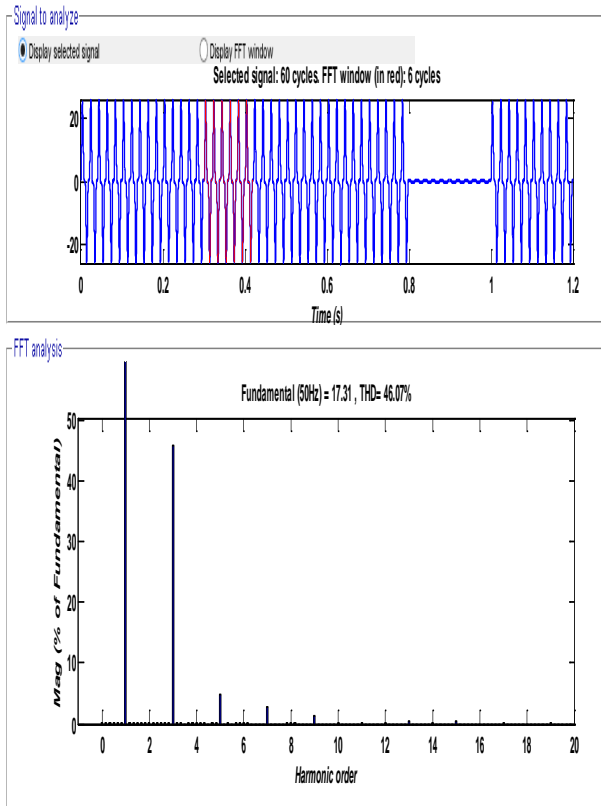 Signal to analyze
Display selected signal Display FFT window
Selected signal: 60 cycles. FFT window (in red): 6 cycles
20
0
-20
0 0.2 0.4 0.6 0.8 1 1.2
Time (s)
FFT analysis
Fundamental (50Hz) = 17.31 , THD= 46.07%
50
40
30
20
10
0
Mag (% of Fundamental)
0 2 4 6 8 10 12 14 16 18 20
Harmonic order